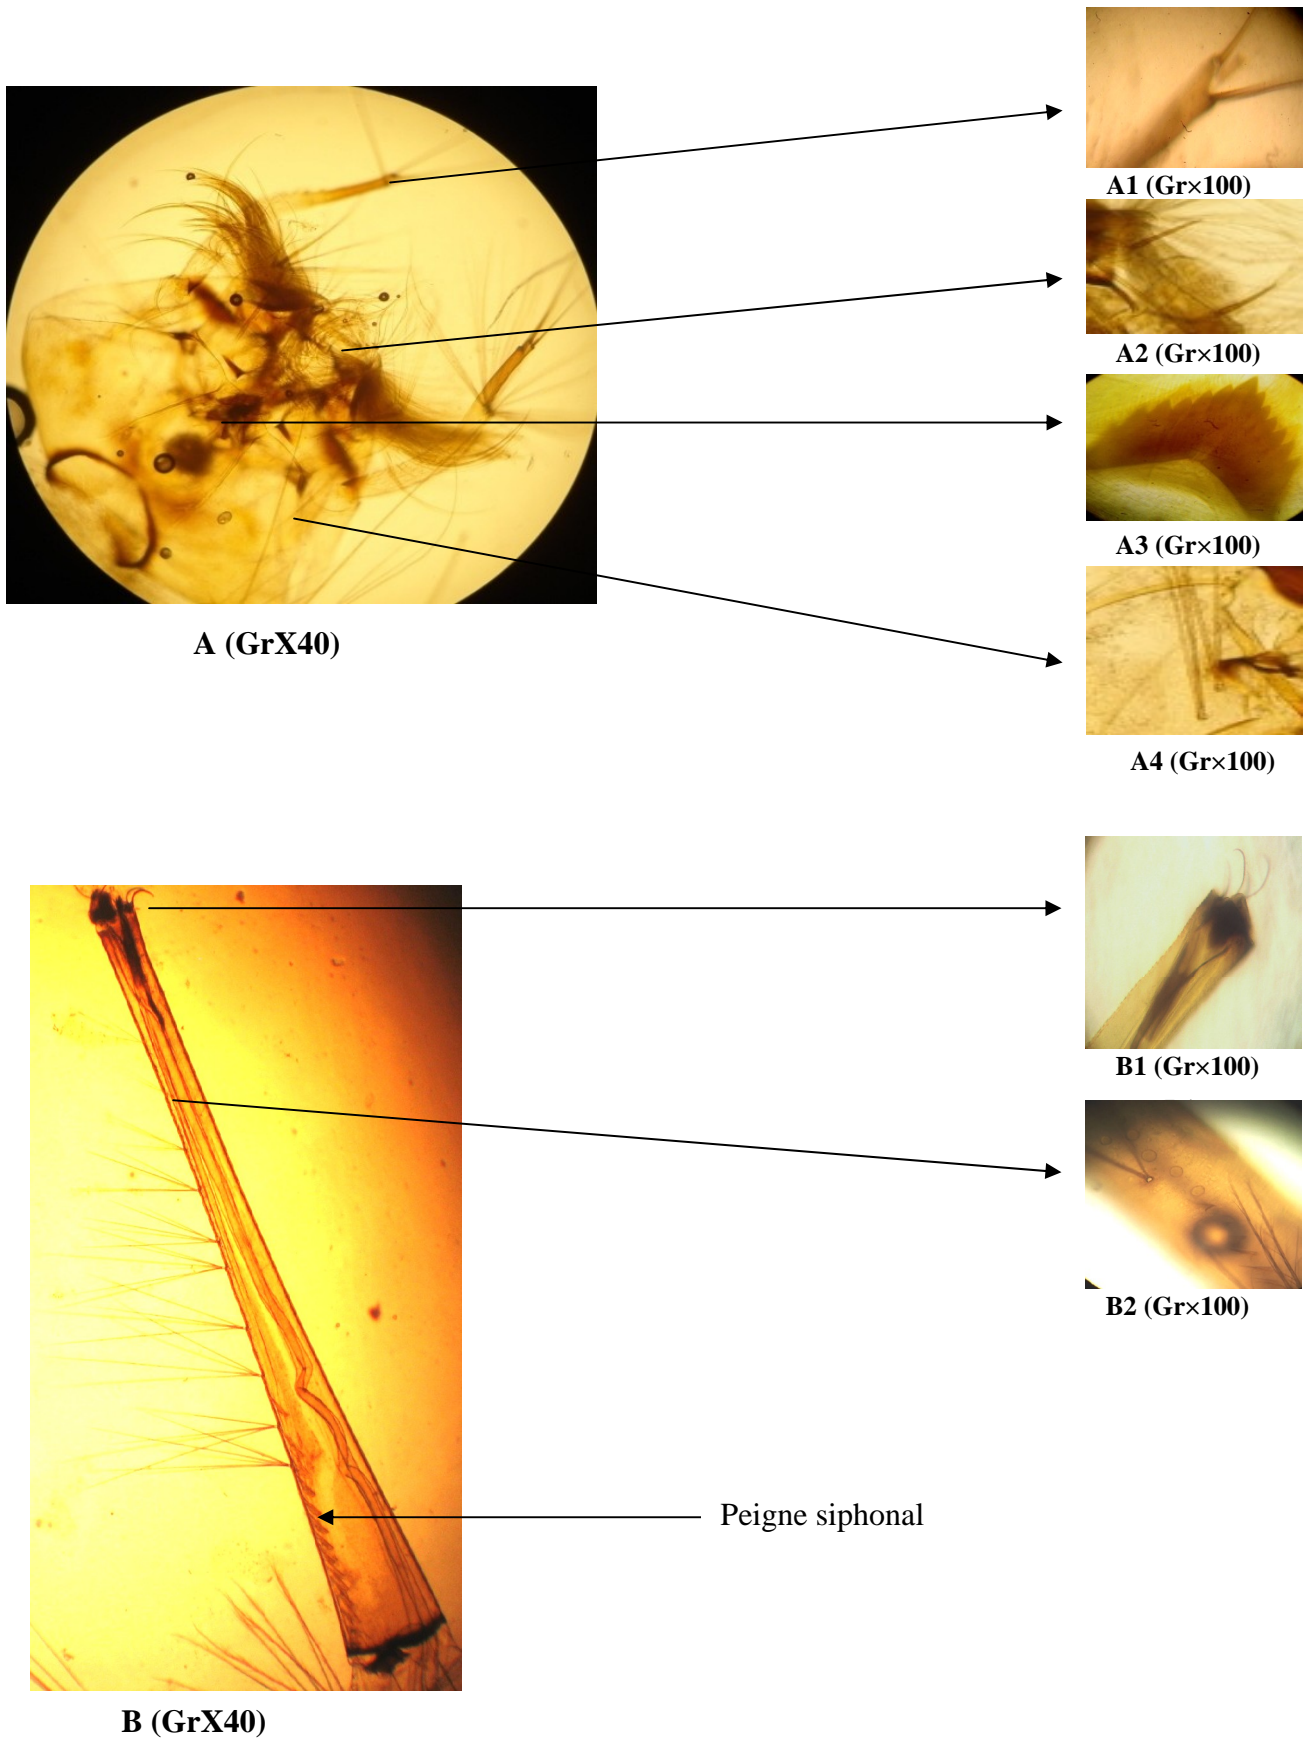 A1 (Gr×100)
A2 (Gr×100)
A3 (Gr×100)
A (GrX40)
A4 (Gr×100)
B1 (Gr×100)
B2 (Gr×100)
Peigne siphonal
B (GrX40)